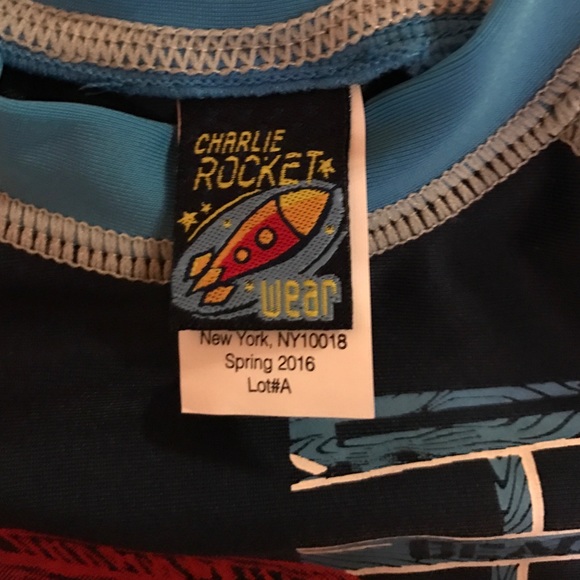 CHARLIE
ROCKET
wear
New York, NY10018
Spring 2016
Lot#A